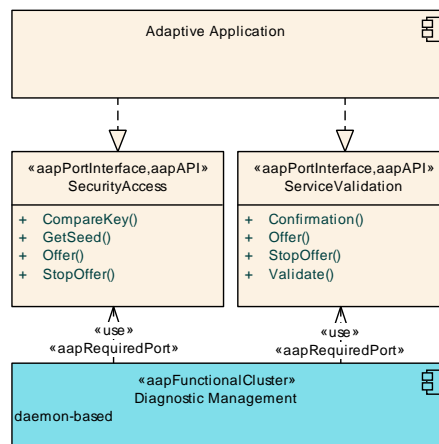 Adaptive Application
«aapPortInterface,aapAPI»
SecurityAccess
+ CompareKey()
+ GetSeed()
+ Offer()
+ StopOffer()
«aapPortInterface,aapAPI»
ServiceValidation
+ Confirmation()
+ Offer()
+ StopOffer()
+ Validate()
«use»
«aapRequiredPort»
«use»
«aapRequiredPort»
«aapFunctionalCluster»
Diagnostic Management
daemon-based